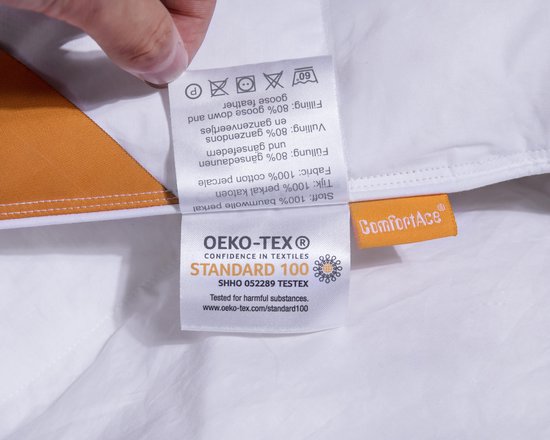 Stoff: 100% baumwolle perkal
Tijk: 100% perkal katoen
Fabric: 100% cotton percale
Füllung: 80% gänsedaunen
und gänsefedern
Vulling: 80% ganzendons
en ganzenveertjes
Filling: 80% goose down and
goose feather
60 P
OEKO-TEX®
CONFIDENCE IN TEXTILES
STANDARD 100
SHHO 052289 TESTEX
Tested for harmful substances.
www.oeko-tex.com/standard100
ComfortAce®